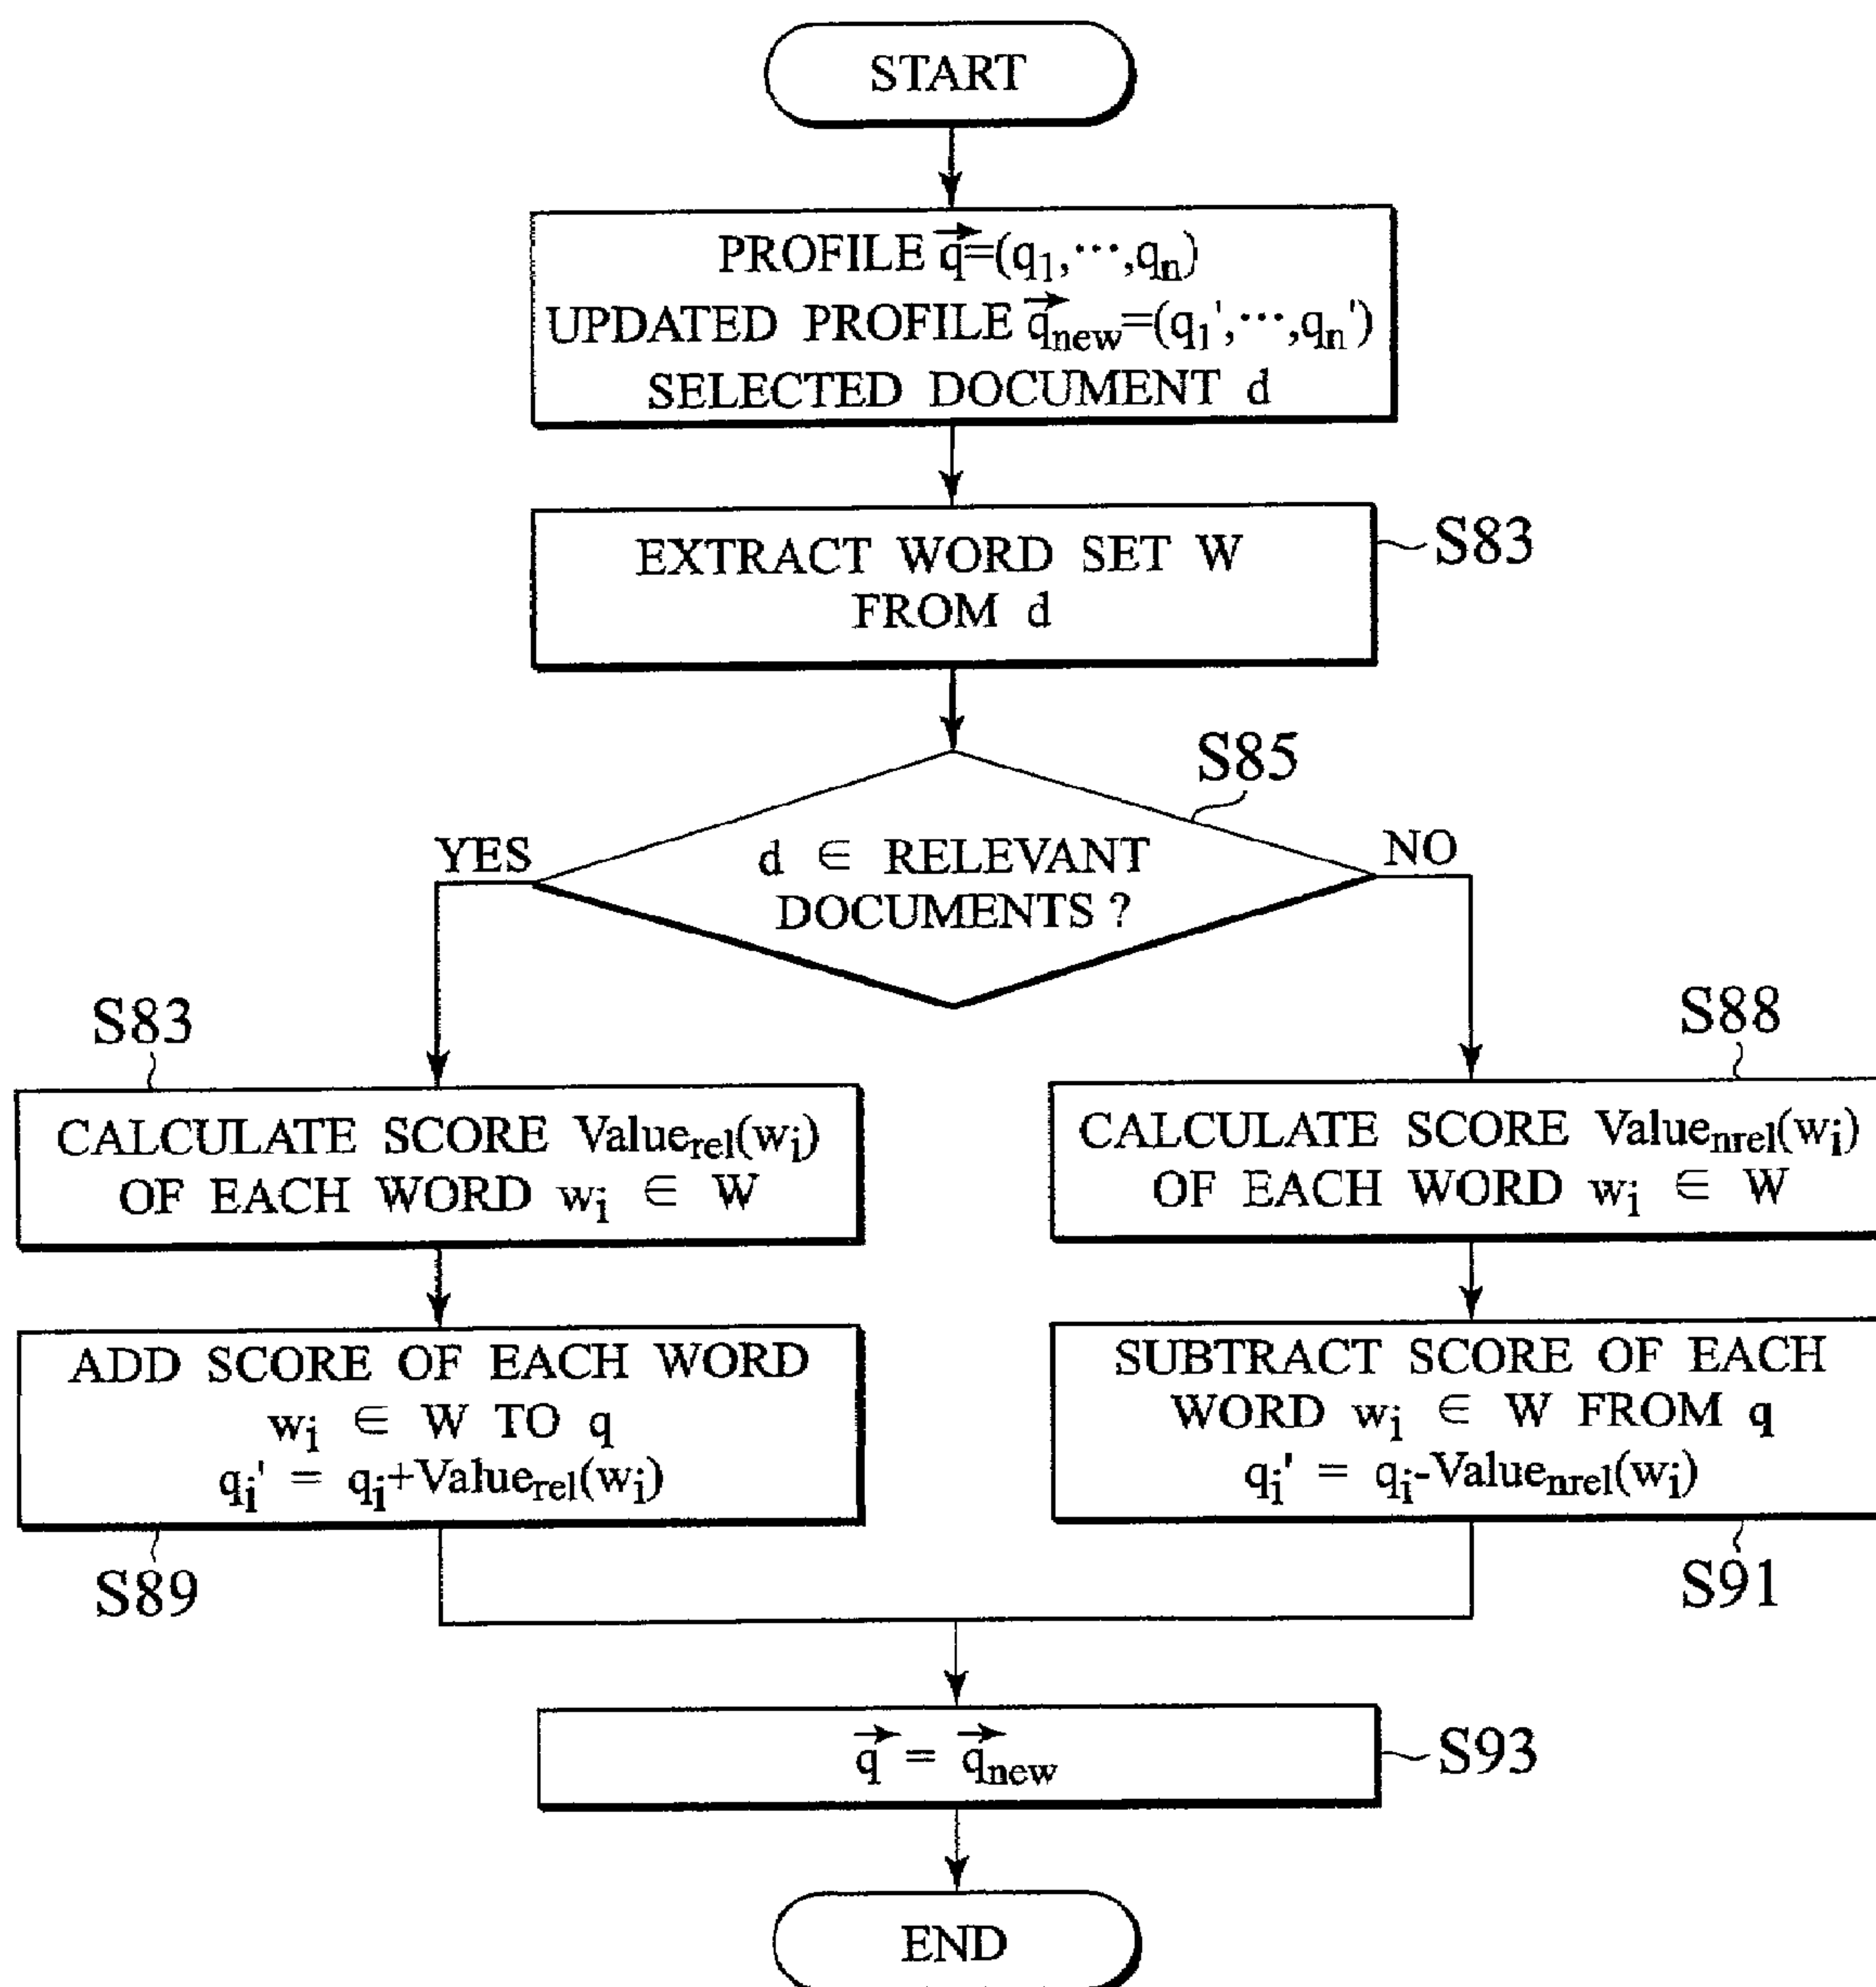 START
PROFILE q⃗=(q₁,⋯,qₙ)
UPDATED PROFILE q⃗new=(q₁',⋯,qₙ')
SELECTED DOCUMENT d
EXTRACT WORD SET W
FROM d
S83
S85
YES
d ∈ RELEVANT
DOCUMENTS ?
NO
S83
CALCULATE SCORE Valuerel(wi)
OF EACH WORD wi ∈ W
S88
CALCULATE SCORE Valuenrel(wi)
OF EACH WORD wi ∈ W
ADD SCORE OF EACH WORD
wi ∈ W TO q
qi' = qi+Valuerel(wi)
S89
SUBTRACT SCORE OF EACH
WORD wi ∈ W FROM q
qi' = qi-Valuenrel(wi)
S91
q⃗ = q⃗new
S93
END